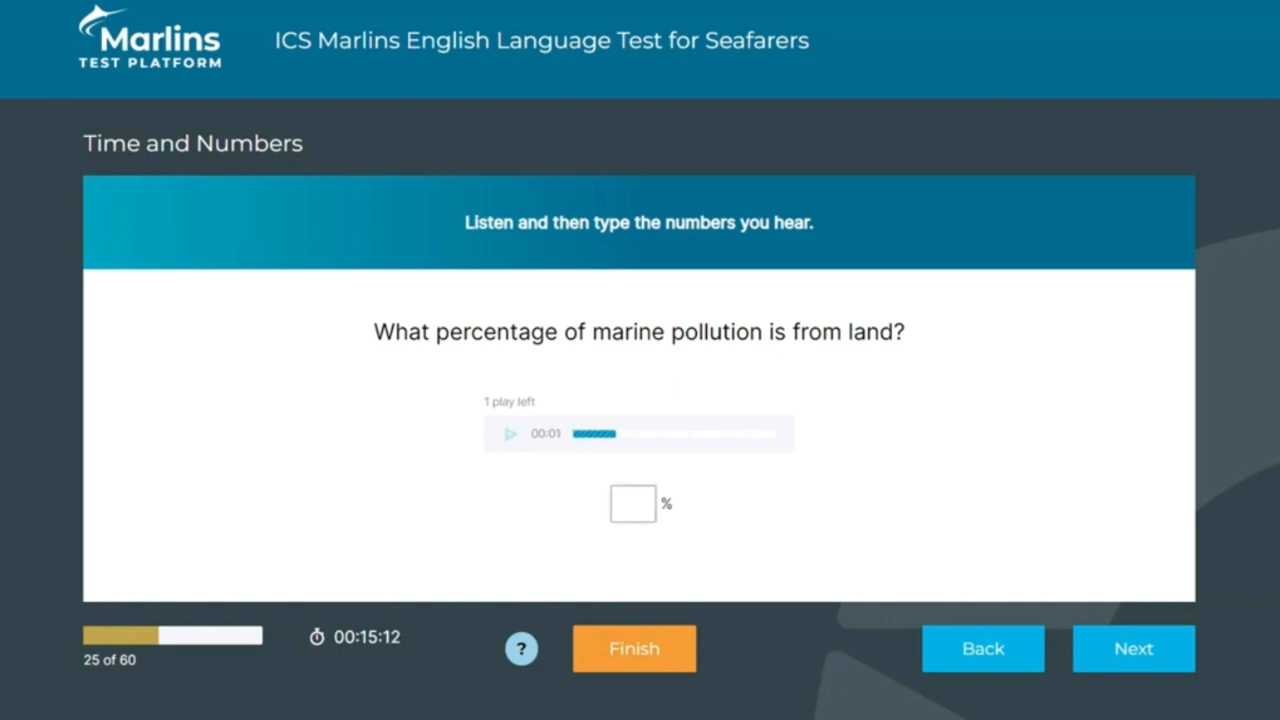 Marlins
TEST PLATFORM
ICS Marlins English Language Test for Seafarers
Time and Numbers
Listen and then type the numbers you hear.
What percentage of marine pollution is from land?
1 play left
00:01
%
25 of 60
00:15:12
?
Finish
Back
Next